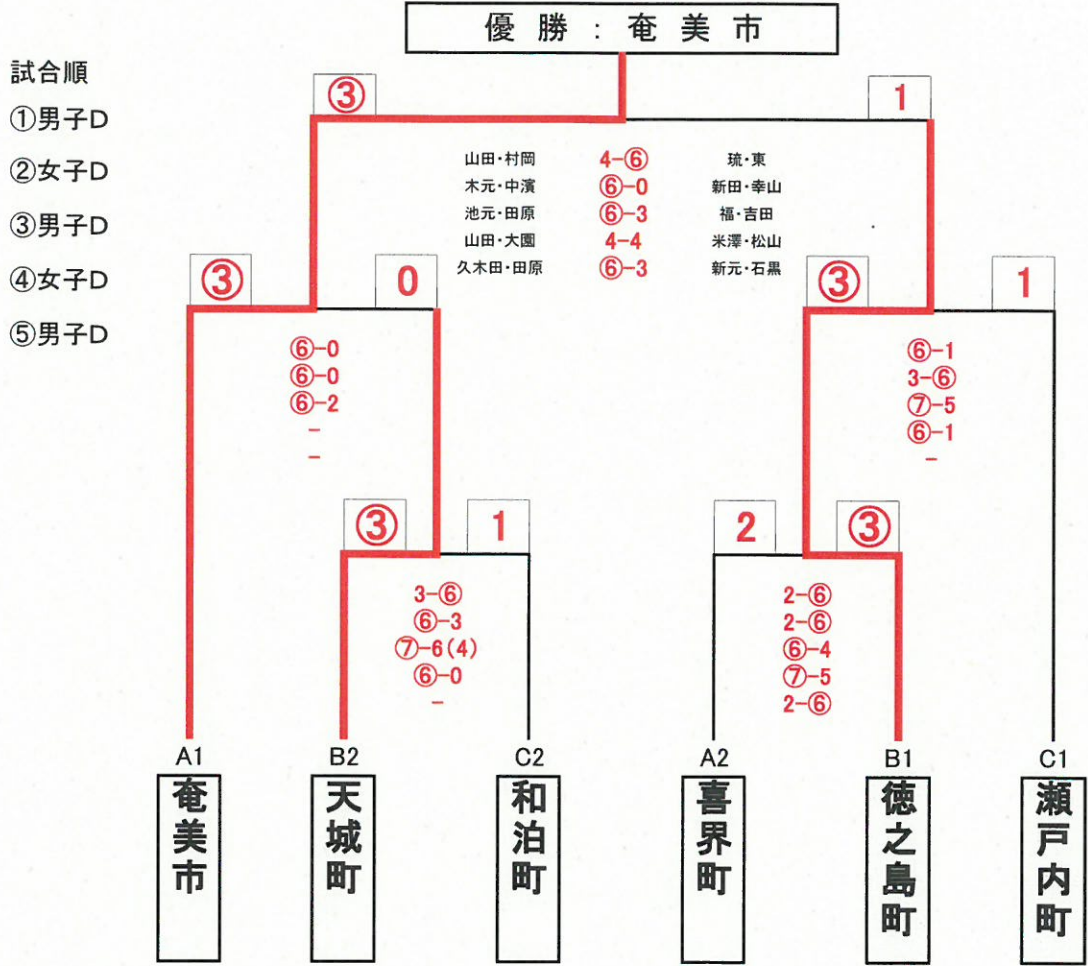 優勝：奄美市
試合順
①男子D
②女子D
③男子D
④女子D
⑤男子D
③ 1
山田・村岡 4-⑥ 琉・東
木元・中濱 ⑥-0 新田・幸山
池元・田原 ⑥-3 福・吉田
山田・大園 4-4 米澤・松山
久木田・田原 ⑥-3 新元・石黒
③ 0
⑥-0
⑥-0
⑥-2
-
-
③ 1
⑥-1
3-⑥
⑦-5
⑥-1
-
③ 1
3-⑥
⑥-3
⑦-6(4)
⑥-0
-
2 ③
2-⑥
2-⑥
⑥-4
⑦-5
2-⑥
A1 B2 C2 A2 B1 C1
奄美市
天城町
和泊町
喜界町
徳之島町
瀬戸内町